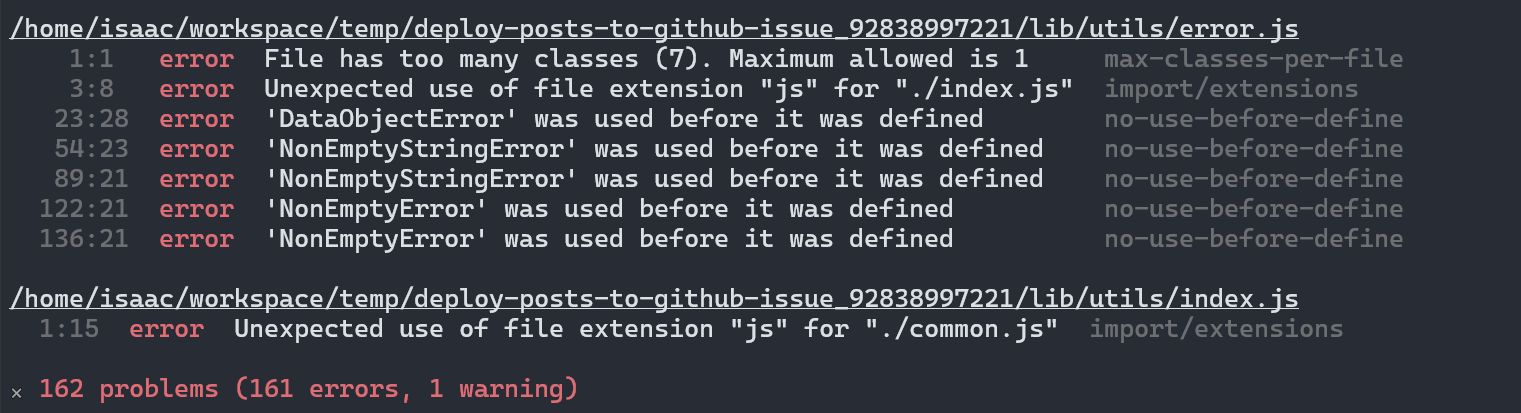 /home/isaac/workspace/temp/deploy-posts-to-github-issue_92838997221/lib/utils/error.js
1:1 error File has too many classes (7). Maximum allowed is 1 max-classes-per-file
3:8 error Unexpected use of file extension "js" for "./index.js" import/extensions
23:28 error 'DataObjectError' was used before it was defined no-use-before-define
54:23 error 'NonEmptyStringError' was used before it was defined no-use-before-define
89:21 error 'NonEmptyStringError' was used before it was defined no-use-before-define
122:21 error 'NonEmptyError' was used before it was defined no-use-before-define
136:21 error 'NonEmptyError' was used before it was defined no-use-before-define
/home/isaac/workspace/temp/deploy-posts-to-github-issue_92838997221/lib/utils/index.js
1:15 error Unexpected use of file extension "js" for "./common.js" import/extensions
✖ 162 problems (161 errors, 1 warning)